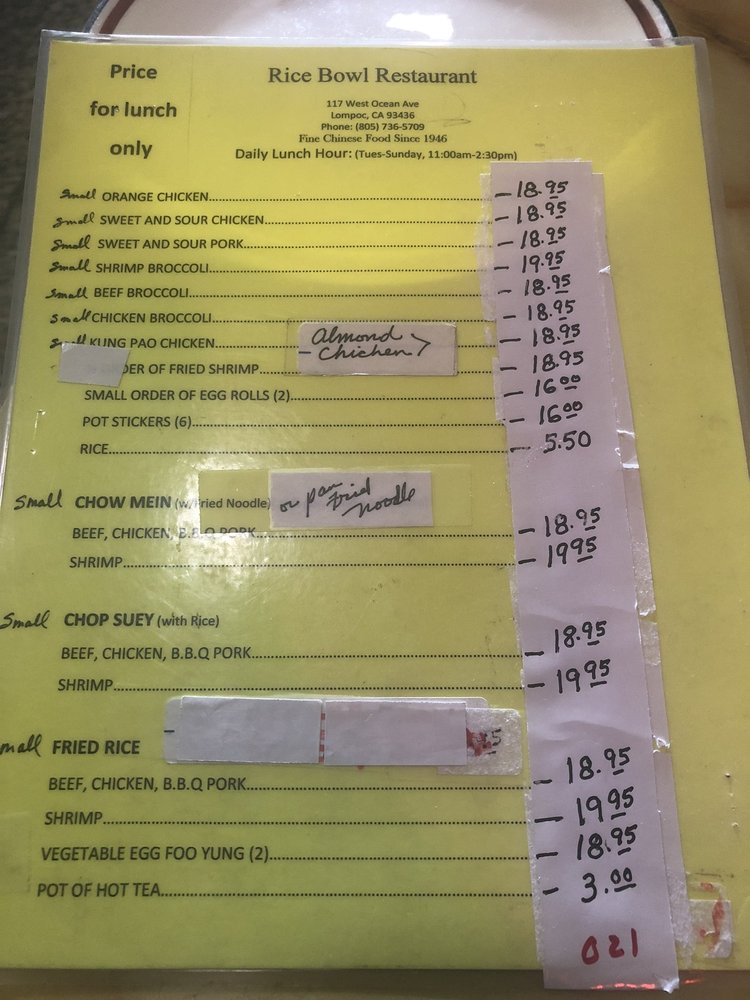 Price
for lunch
only
Rice Bowl Restaurant
117 West Ocean Ave
Lompoc, CA 93436
Phone: (805) 736-5709
Fine Chinese Food Since 1946
Daily Lunch Hour: (Tues-Sunday, 11:00am-2:30pm)
Small ORANGE CHICKEN - 18.95
Small SWEET AND SOUR CHICKEN - 18.95
Small SWEET AND SOUR PORK - 18.95
Small SHRIMP BROCCOLI - 19.95
Small BEEF BROCCOLI - 18.95
Small CHICKEN BROCCOLI - 18.95
Small KUNG PAO CHICKEN - 18.95
- Almond Chicken >
OF FRIED SHRIMP - 18.95
SMALL ORDER OF EGG ROLLS (2) - 16.00
POT STICKERS (6) - 16.00
RICE - 5.50
Small CHOW MEIN (w/Fried Noodle) or pan fried noodle
BEEF, CHICKEN, B.B.Q PORK - 18.95
SHRIMP - 19.95
Small CHOP SUEY (with Rice)
BEEF, CHICKEN, B.B.Q PORK - 18.95
SHRIMP - 19.95
mall FRIED RICE
BEEF, CHICKEN, B.B.Q PORK - 18.95
SHRIMP - 19.95
VEGETABLE EGG FOO YUNG (2) - 18.95
POT OF HOT TEA - 3.00
021